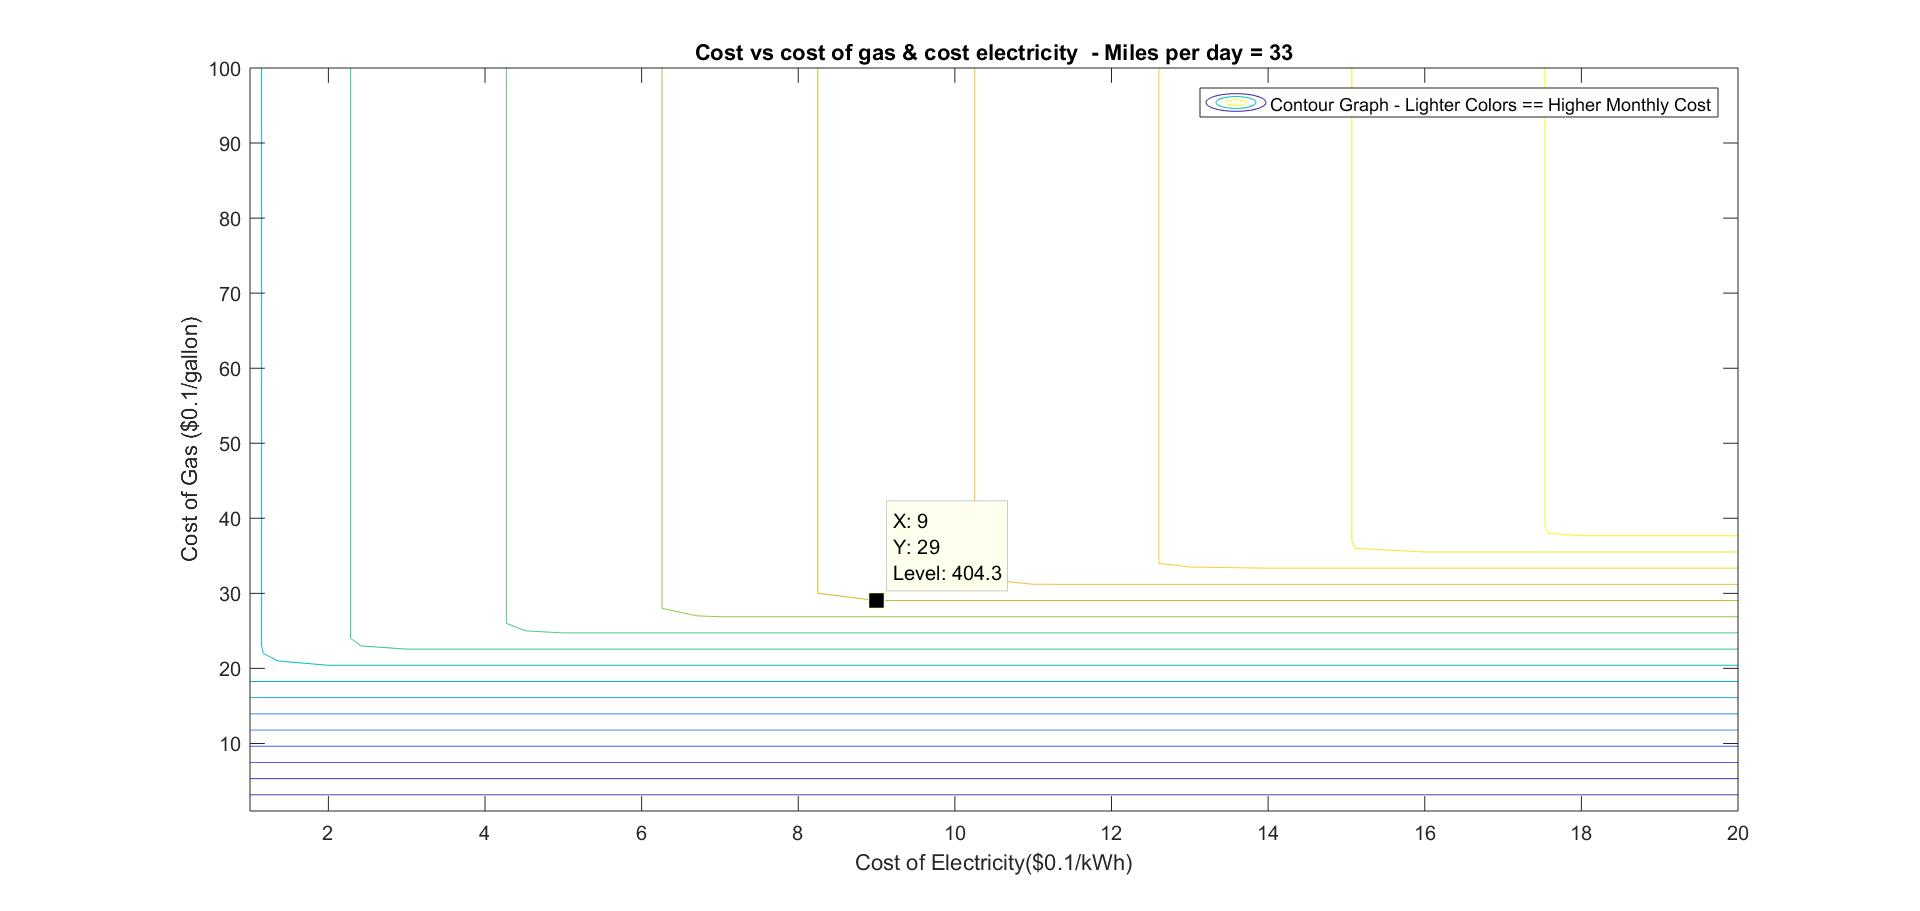 Cost vs cost of gas & cost electricity - Miles per day = 33
Contour Graph - Lighter Colors == Higher Monthly Cost
100
90
80
70
60
50
40
30
20
10
Cost of Gas ($0.1/gallon)
X: 9
Y: 29
Level: 404.3
2 4 6 8 10 12 14 16 18 20
Cost of Electricity($0.1/kWh)